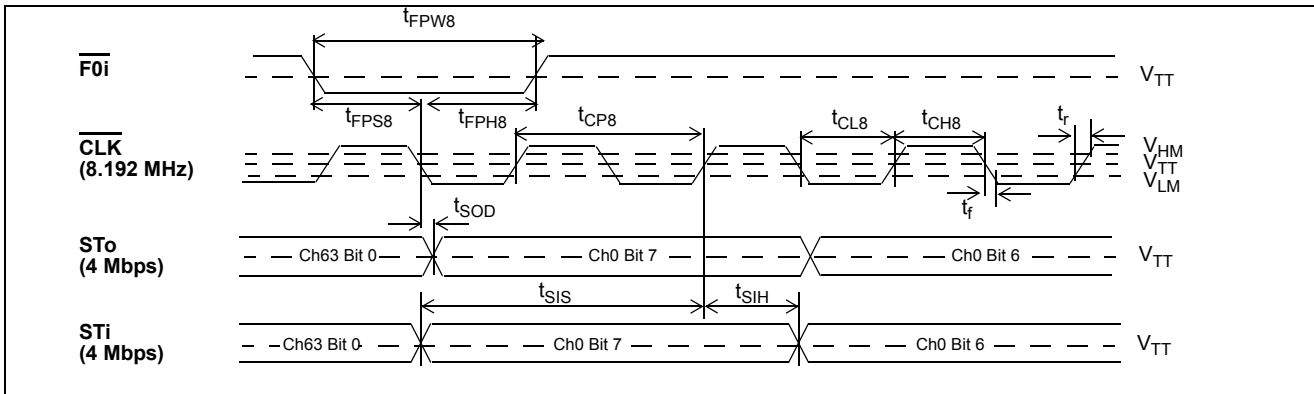 tFPW8
F0i
VTT
tFPS8 tFPH8 tCP8 tCL8 tCH8 tr
CLK
(8.192 MHz)
VHM
VTT
VLM
tf
tSOD
STo
(4 Mbps)
Ch63 Bit 0 Ch0 Bit 7 Ch0 Bit 6 VTT
tSIS tSIH
STi
(4 Mbps)
Ch63 Bit 0 Ch0 Bit 7 Ch0 Bit 6 VTT